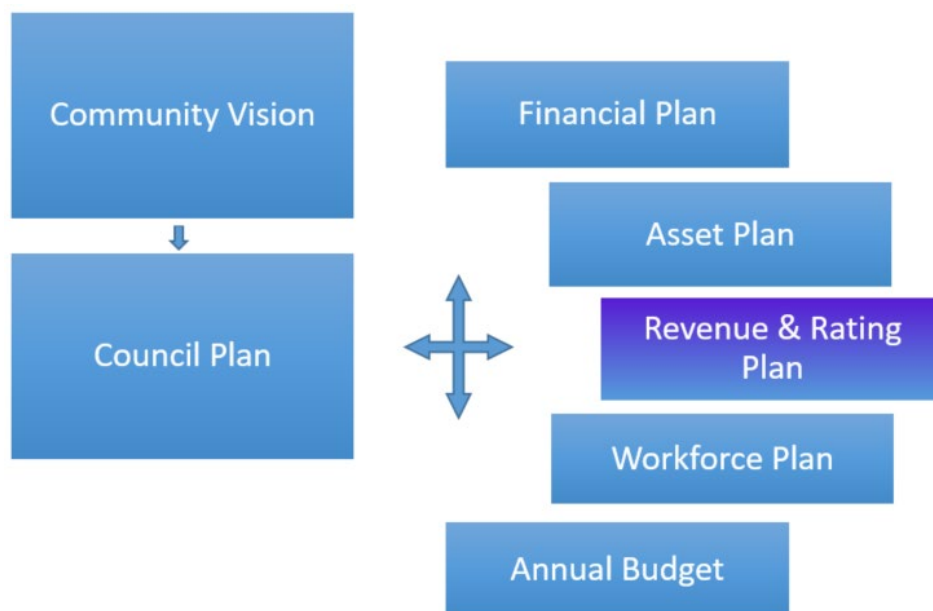 Community Vision
Council Plan
Financial Plan
Asset Plan
Revenue & Rating
Plan
Workforce Plan
Annual Budget